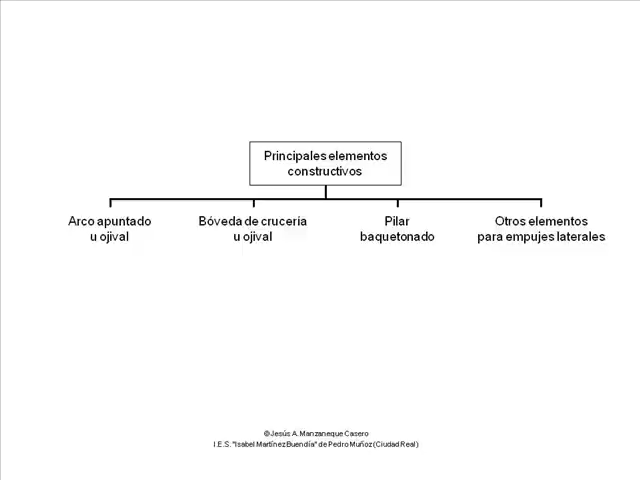 Principales elementos
constructivos
Arco apuntado
u ojival
Bóveda de crucería
u ojival
Pilar
baquetonado
Otros elementos
para empujes laterales
©Jesús A. Manzaneque Casero
I.E.S. "Isabel Martínez Buendía" de Pedro Muñoz (Ciudad Real)